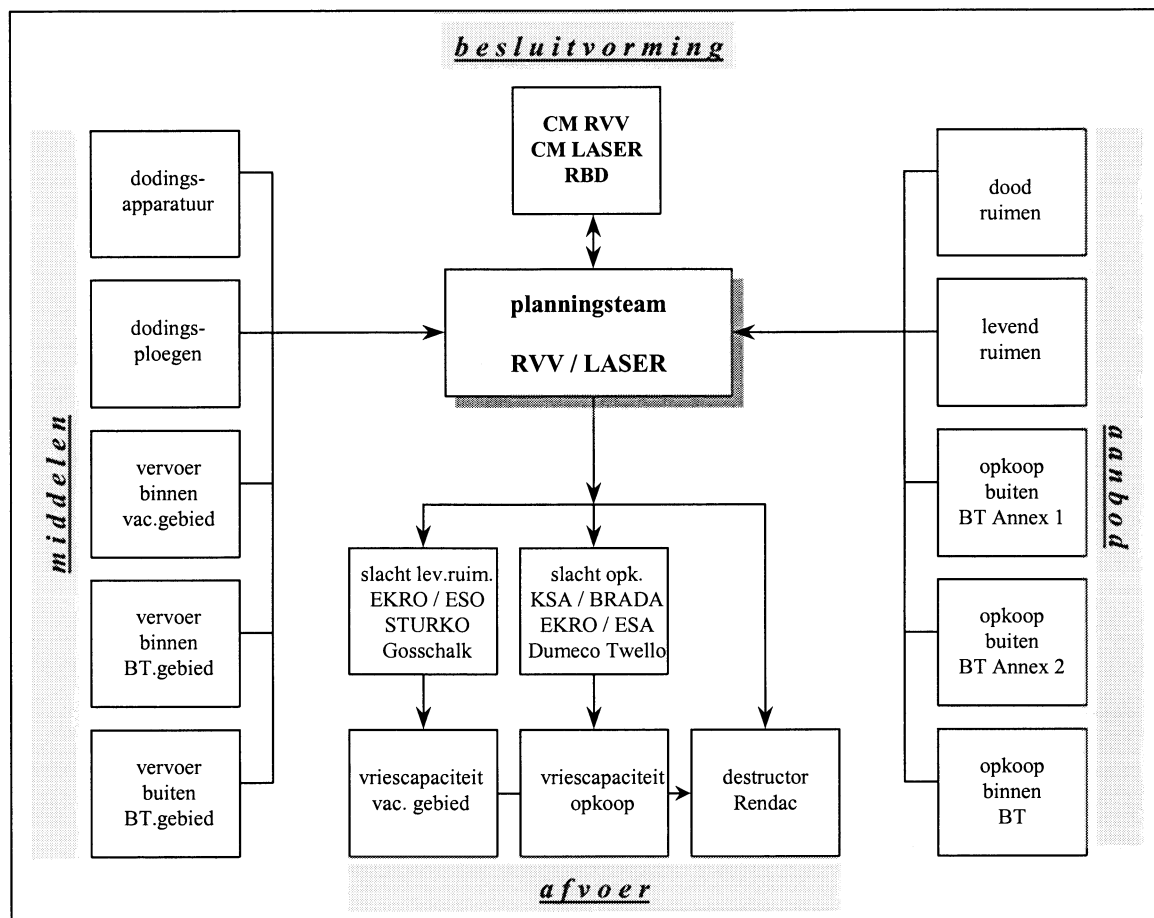 besluitvorming
CM RVV
CM LASER
RBD
middelen
dodings-
apparatuur
dodings-
ploegen
vervoer
binnen
vac.gebied
vervoer
binnen
BT.gebied
vervoer
buiten
BT.gebied
planningsteam
RVV / LASER
slacht lev.ruim.
EKRO / ESO
STURKO
Gosschalk
slacht opk.
KSA / BRADA
EKRO / ESA
Dumeco Twello
vriescapaciteit
vac. gebied
vriescapaciteit
opkoop
destructor
Rendac
afvoer
dood
ruimen
levend
ruimen
opkoop
buiten
BT Annex 1
opkoop
buiten
BT Annex 2
opkoop
binnen
BT
aanbod